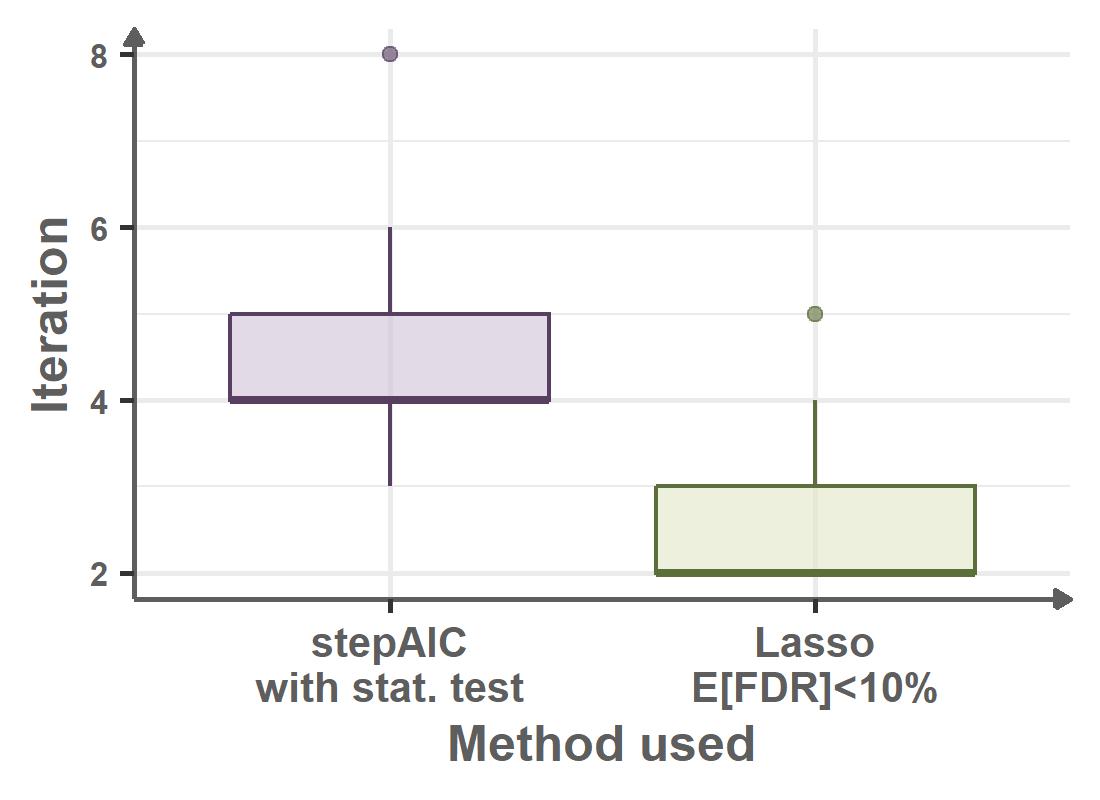 8
6
4
2
Iteration
stepAIC
with stat. test
Lasso
E[FDR]<10%
Method used